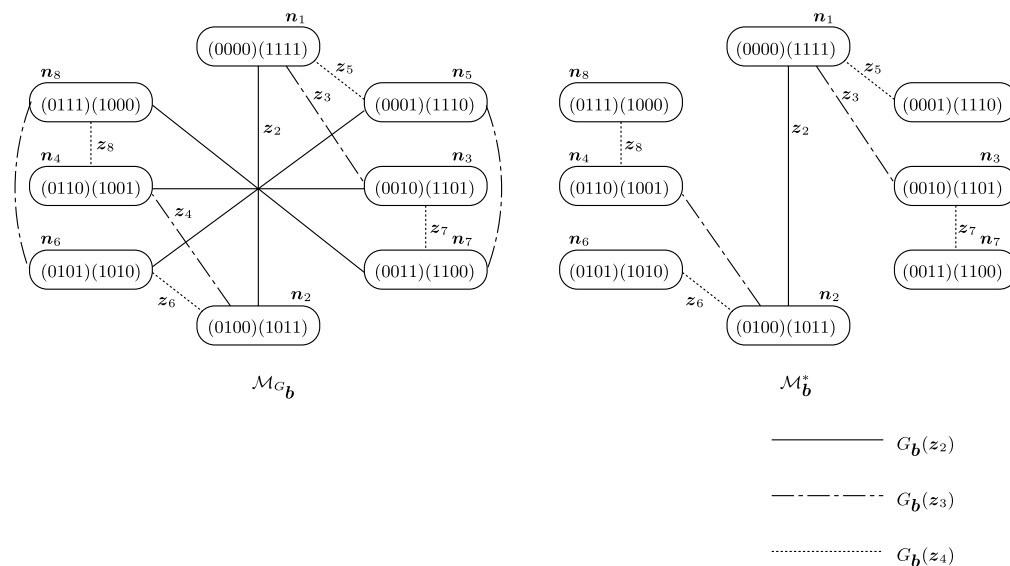 n₁
(0000)(1111)
n₈
(0111)(1000)
z₅
n₅
(0001)(1110)
z₃
z₂
z₈
n₄
(0110)(1001)
n₃
(0010)(1101)
z₄
z₇
n₆
(0101)(1010)
n₇
(0011)(1100)
z₆
n₂
(0100)(1011)
ℳ_{G_b}
n₁
(0000)(1111)
n₈
(0111)(1000)
z₅
n₅
(0001)(1110)
z₃
z₂
z₈
n₄
(0110)(1001)
n₃
(0010)(1101)
z₇
n₆
(0101)(1010)
n₇
(0011)(1100)
z₆
n₂
(0100)(1011)
ℳ*_b
G_b(z₂)
G_b(z₃)
G_b(z₄)